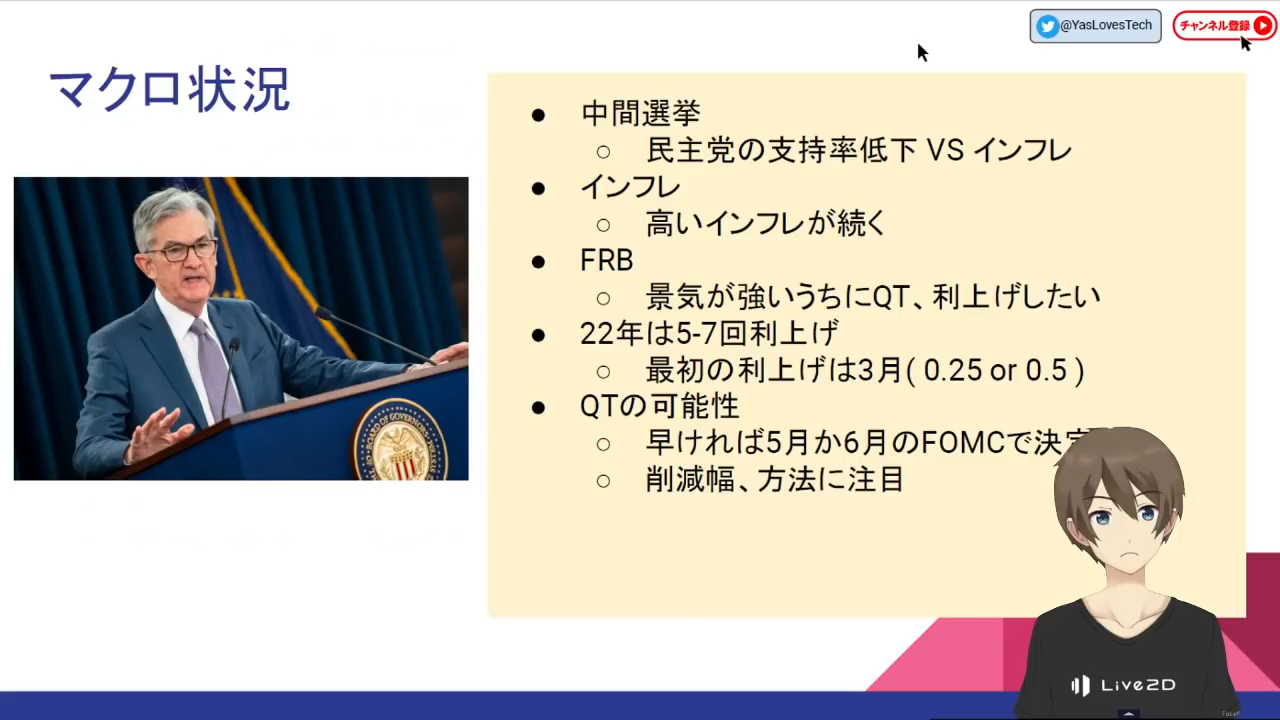 @YasLovesTech
チャンネル登録
マクロ状況
● 中間選挙
○ 民主党の支持率低下 VS インフレ
● インフレ
○ 高いインフレが続く
● FRB
○ 景気が強いうちにQT、利上げしたい
● 22年は5-7回利上げ
○ 最初の利上げは3月( 0.25 or 0.5 )
● QTの可能性
○ 早ければ5月か6月のFOMCで決定
○ 削減幅、方法に注目
BOARD OF GOVERNORS
Live2D